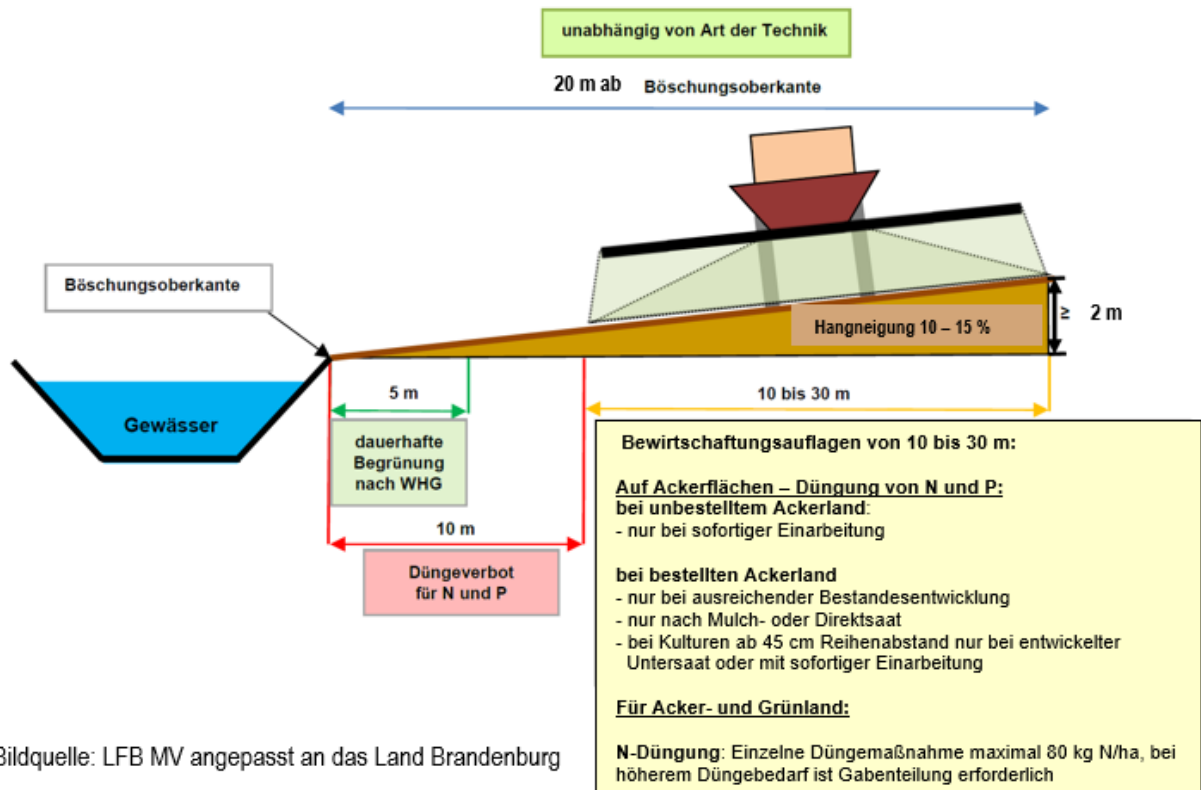 unabhängig von Art der Technik
20 m ab Böschungsoberkante
Böschungsoberkante
Hangneigung 10 – 15 %
≥ 2 m
Gewässer
5 m
10 bis 30 m
dauerhafte
Begrünung
nach WHG
10 m
Düngeverbot
für N und P
Bewirtschaftungsauflagen von 10 bis 30 m:
Auf Ackerflächen – Düngung von N und P:
bei unbestelltem Ackerland:
- nur bei sofortiger Einarbeitung
bei bestellten Ackerland
- nur bei ausreichender Bestandesentwicklung
- nur nach Mulch- oder Direktsaat
- bei Kulturen ab 45 cm Reihenabstand nur bei entwickelter
Untersaat oder mit sofortiger Einarbeitung
Für Acker- und Grünland:
N-Düngung: Einzelne Düngemaßnahme maximal 80 kg N/ha, bei
höherem Düngebedarf ist Gabenteilung erforderlich
Bildquelle: LFB MV angepasst an das Land Brandenburg